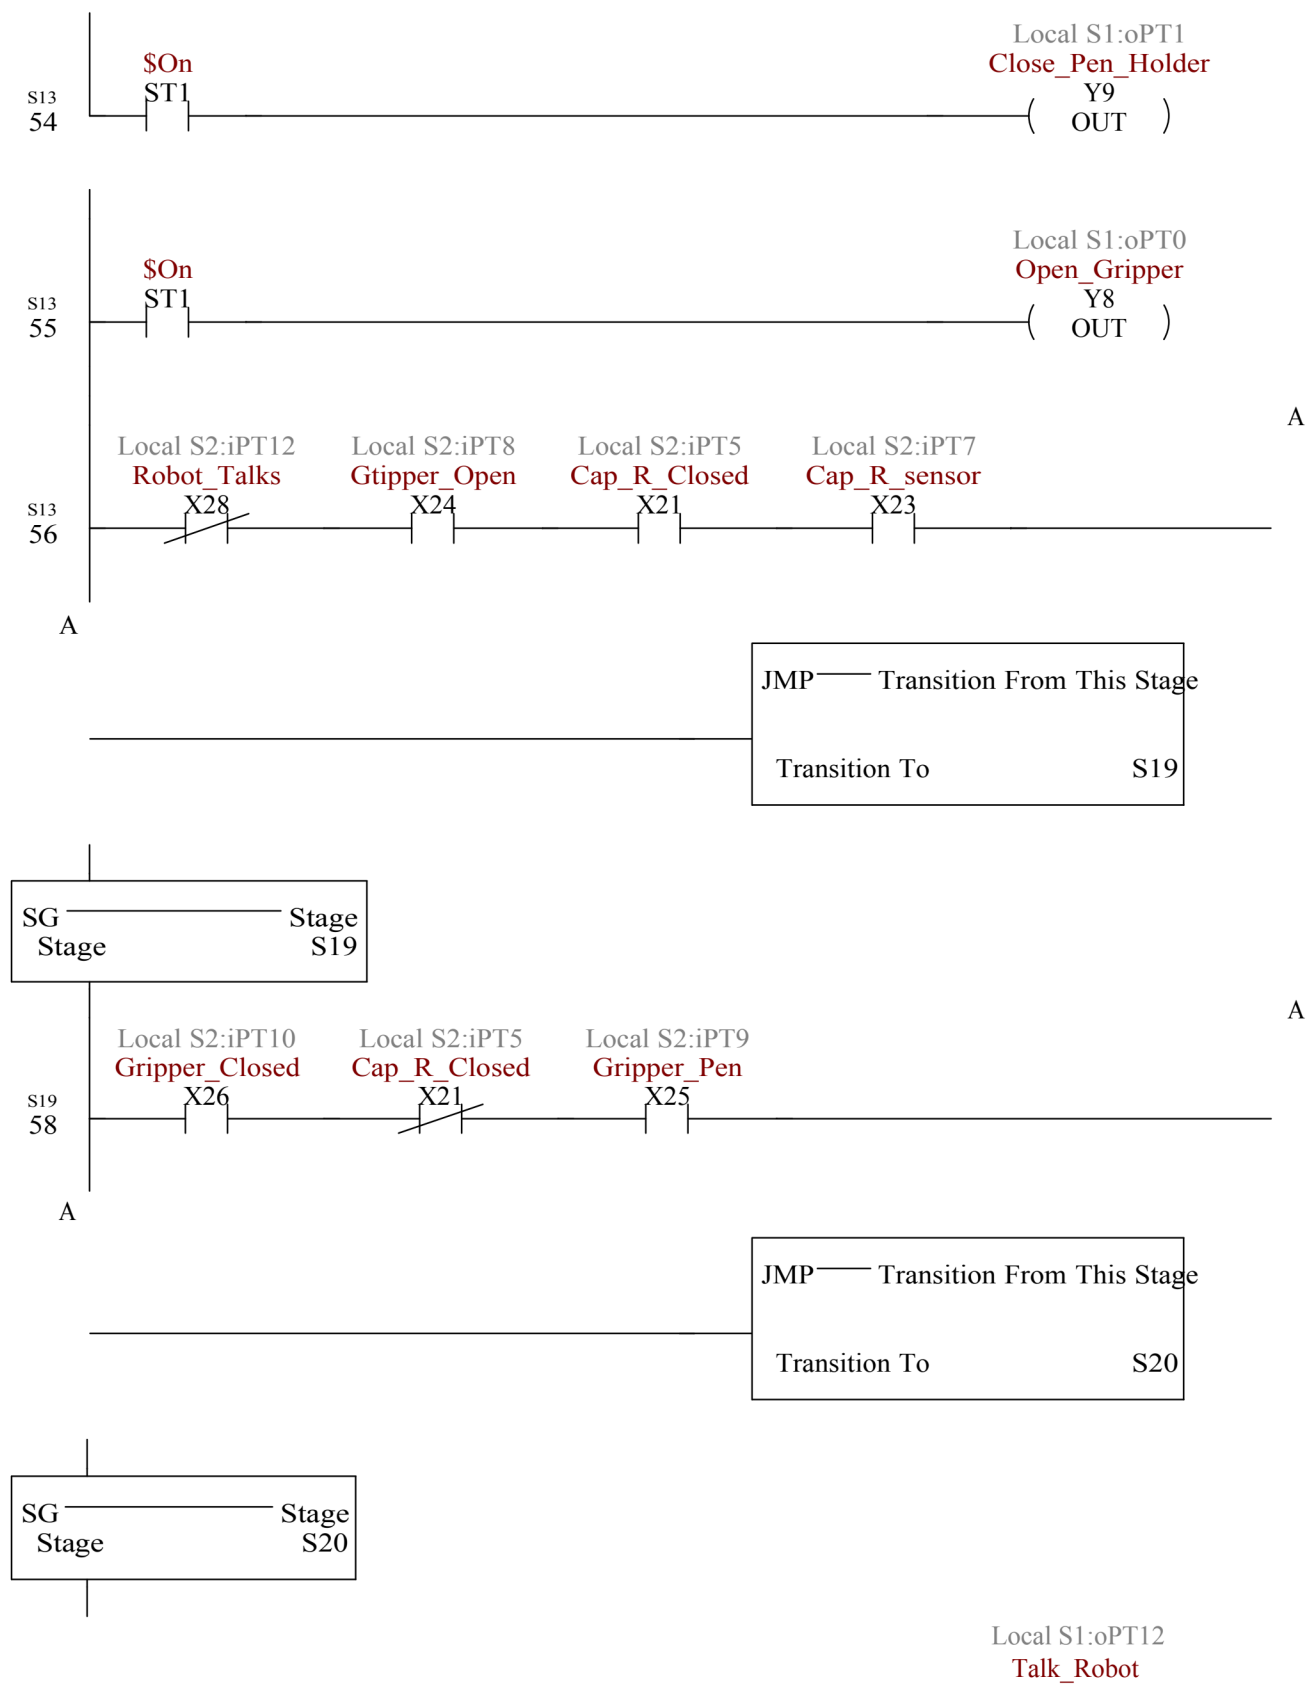 Local S1:oPT1
$On Close_Pen_Holder
S13 ST1 Y9
54 OUT
Local S1:oPT0
$On Open_Gripper
S13 ST1 Y8
55 OUT
A
Local S2:iPT12 Local S2:iPT8 Local S2:iPT5 Local S2:iPT7
Robot_Talks Gtipper_Open Cap_R_Closed Cap_R_sensor
S13 X28 X24 X21 X23
56
A
JMP Transition From This Stage
Transition To S19
SG Stage
Stage S19
A
Local S2:iPT10 Local S2:iPT5 Local S2:iPT9
Gripper_Closed Cap_R_Closed Gripper_Pen
S19 X26 X21 X25
58
A
JMP Transition From This Stage
Transition To S20
SG Stage
Stage S20
Local S1:oPT12
Talk_Robot